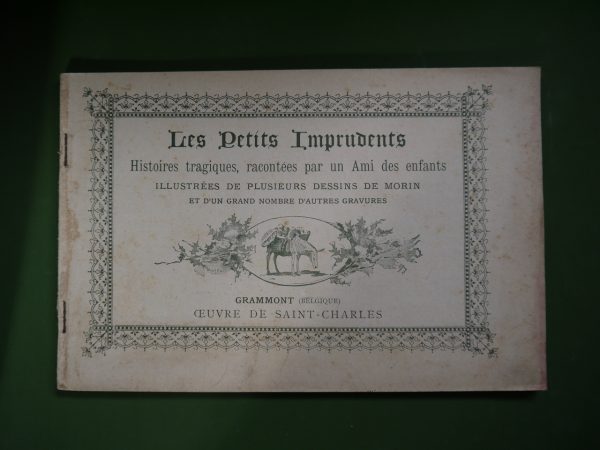 Les Petits Imprudents
Histoires tragiques, racontées par un Ami des enfants
ILLUSTRÉES DE PLUSIEURS DESSINS DE MORIN
ET D'UN GRAND NOMBRE D'AUTRES GRAVURES
GRAMMONT (BELGIQUE)
ŒUVRE DE SAINT-CHARLES